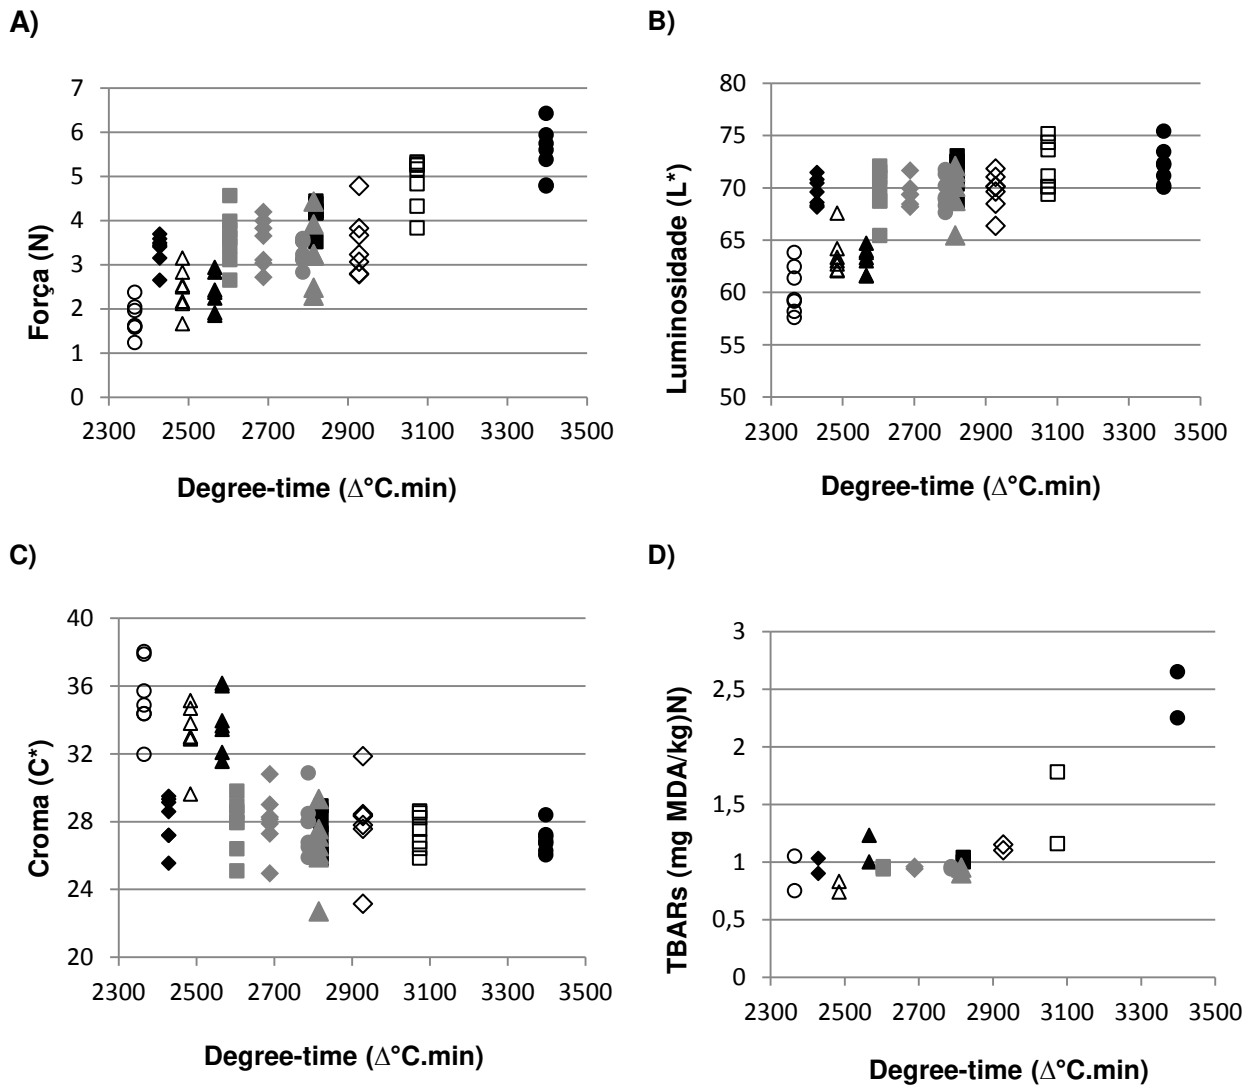 A)
7
6
5
4
3
2
1
0
Força (N)
2300 2500 2700 2900 3100 3300 3500
Degree-time (Δ°C.min)
B)
80
75
70
65
60
55
50
Luminosidade (L*)
2300 2500 2700 2900 3100 3300 3500
Degree-time (Δ°C.min)
C)
40
36
32
28
24
20
Croma (C*)
2300 2500 2700 2900 3100 3300 3500
Degree-time (Δ°C.min)
D)
3
2,5
2
1,5
1
0,5
0
TBARs (mg MDA/kg)N)
2300 2500 2700 2900 3100 3300 3500
Degree-time (Δ°C.min)